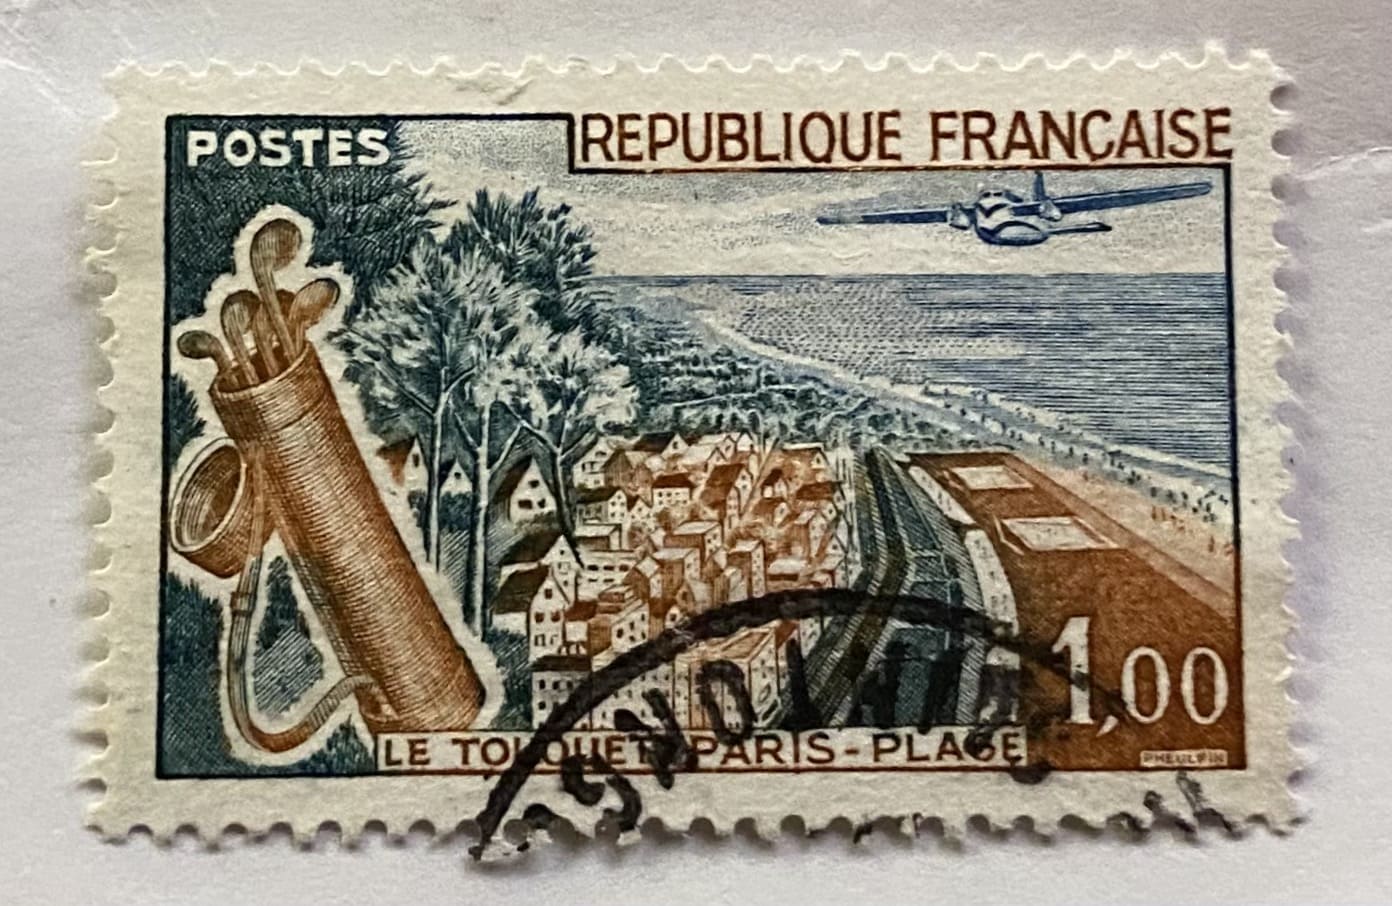 POSTES
REPUBLIQUE FRANÇAISE
1,00
LE TOUQUET PARIS-PLAGE
PHEULPIN